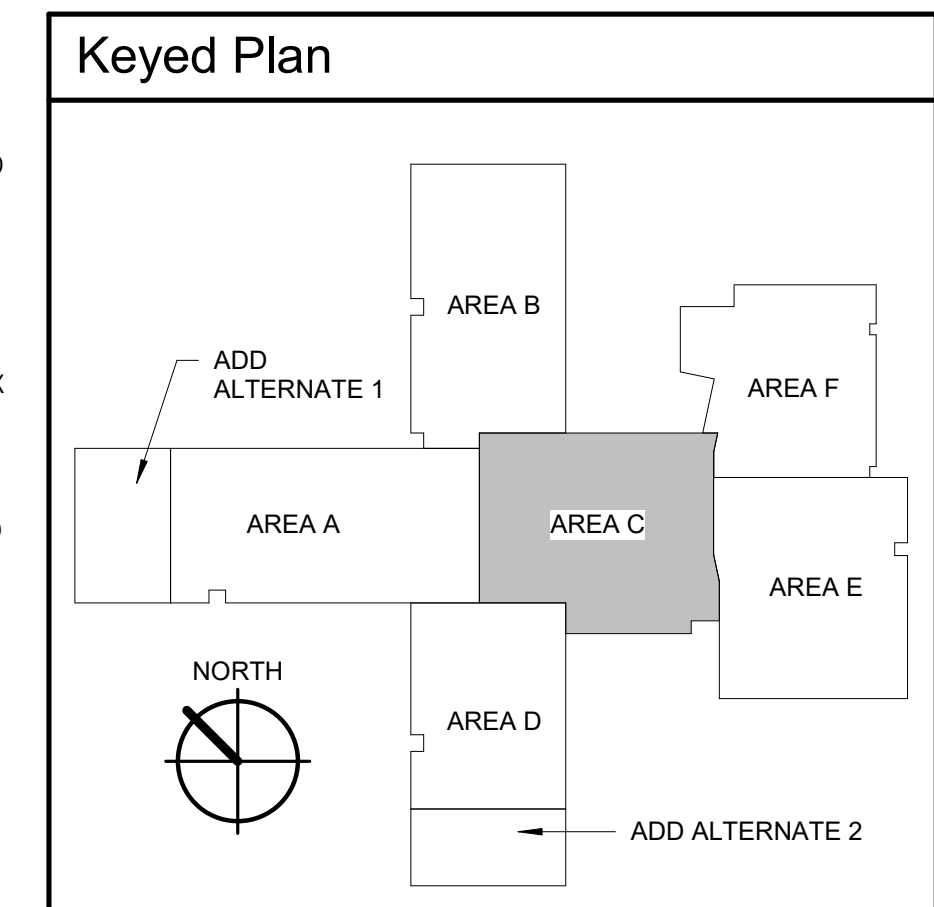 Keyed Plan
AREA B
ADD
ALTERNATE 1
AREA F
AREA A
AREA C
AREA E
NORTH
AREA D
ADD ALTERNATE 2